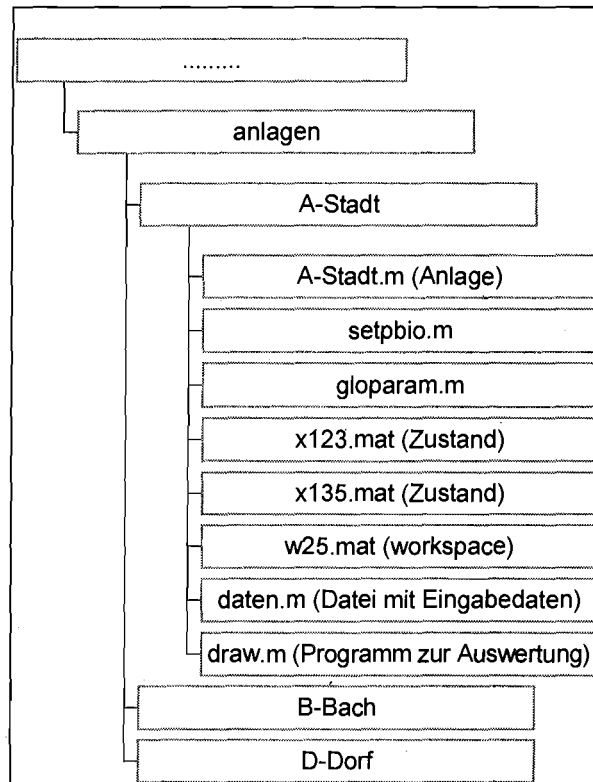 .........
anlagen
A-Stadt
A-Stadt.m (Anlage)
setpbio.m
gloparam.m
x123.mat (Zustand)
x135.mat (Zustand)
w25.mat (workspace)
daten.m (Datei mit Eingabedaten)
draw.m (Programm zur Auswertung)
B-Bach
D-Dorf